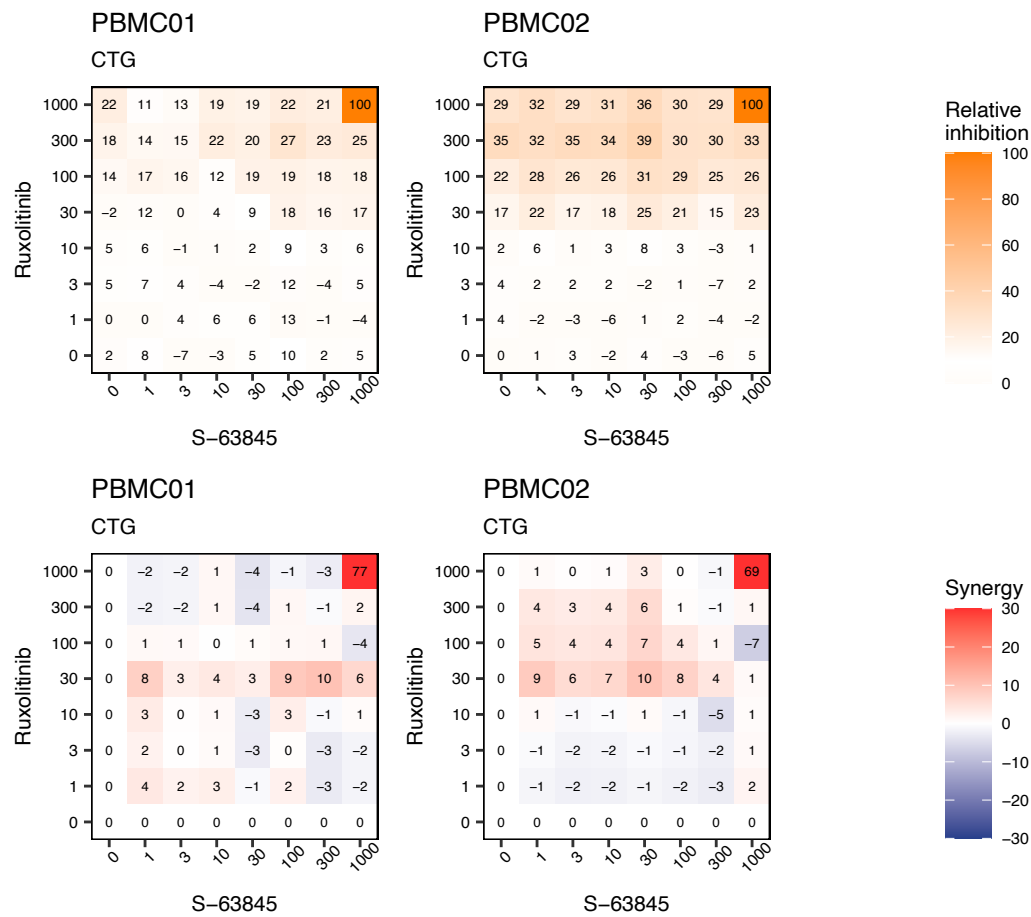 PBMC01 PBMC02
CTG CTG
1000 22 11 13 19 19 22 21 100 29 32 29 31 36 30 29 100
300 18 14 15 22 20 27 23 25 35 32 35 34 39 30 30 33
100 14 17 16 12 19 19 18 18 22 28 26 26 31 29 25 26
30 −2 12 0 4 9 18 16 17 17 22 17 18 25 21 15 23
10 5 6 −1 1 2 9 3 6 2 6 1 3 8 3 −3 1
3 5 7 4 −4 −2 12 −4 5 4 2 2 2 −2 1 −7 2
1 0 0 4 6 6 13 −1 −4 4 −2 −3 −6 1 2 −4 −2
0 2 8 −7 −3 5 10 2 5 0 1 3 −2 4 −3 −6 5
0 1 3 10 30 100 300 1000
S−63845
Ruxolitinib
1000
300
100
30
10
3
1
0
0 1 3 10 30 100 300 1000
S−63845
Ruxolitinib
Relative
inhibition
100
80
60
40
20
0
PBMC01 PBMC02
CTG CTG
1000 0 −2 −2 1 −4 −1 −3 77 0 1 0 1 3 0 −1 69
300 0 −2 −2 1 −4 1 −1 2 0 4 3 4 6 1 −1 1
100 0 1 1 0 1 1 1 −4 0 5 4 4 7 4 1 −7
30 0 8 3 4 3 9 10 6 0 9 6 7 10 8 4 1
10 0 3 0 1 −3 3 −1 1 0 1 −1 −1 1 −1 −5 1
3 0 2 0 1 −3 0 −3 −2 0 −1 −2 −2 −1 −1 −2 1
1 0 4 2 3 −1 2 −3 −2 0 −1 −2 −2 −1 −2 −3 2
0 0 0 0 0 0 0 0 0 0 0 0 0 0 0 0 0
0 1 3 10 30 100 300 1000
S−63845
Ruxolitinib
1000
300
100
30
10
3
1
0
0 1 3 10 30 100 300 1000
S−63845
Ruxolitinib
Synergy
30
20
10
0
−10
−20
−30